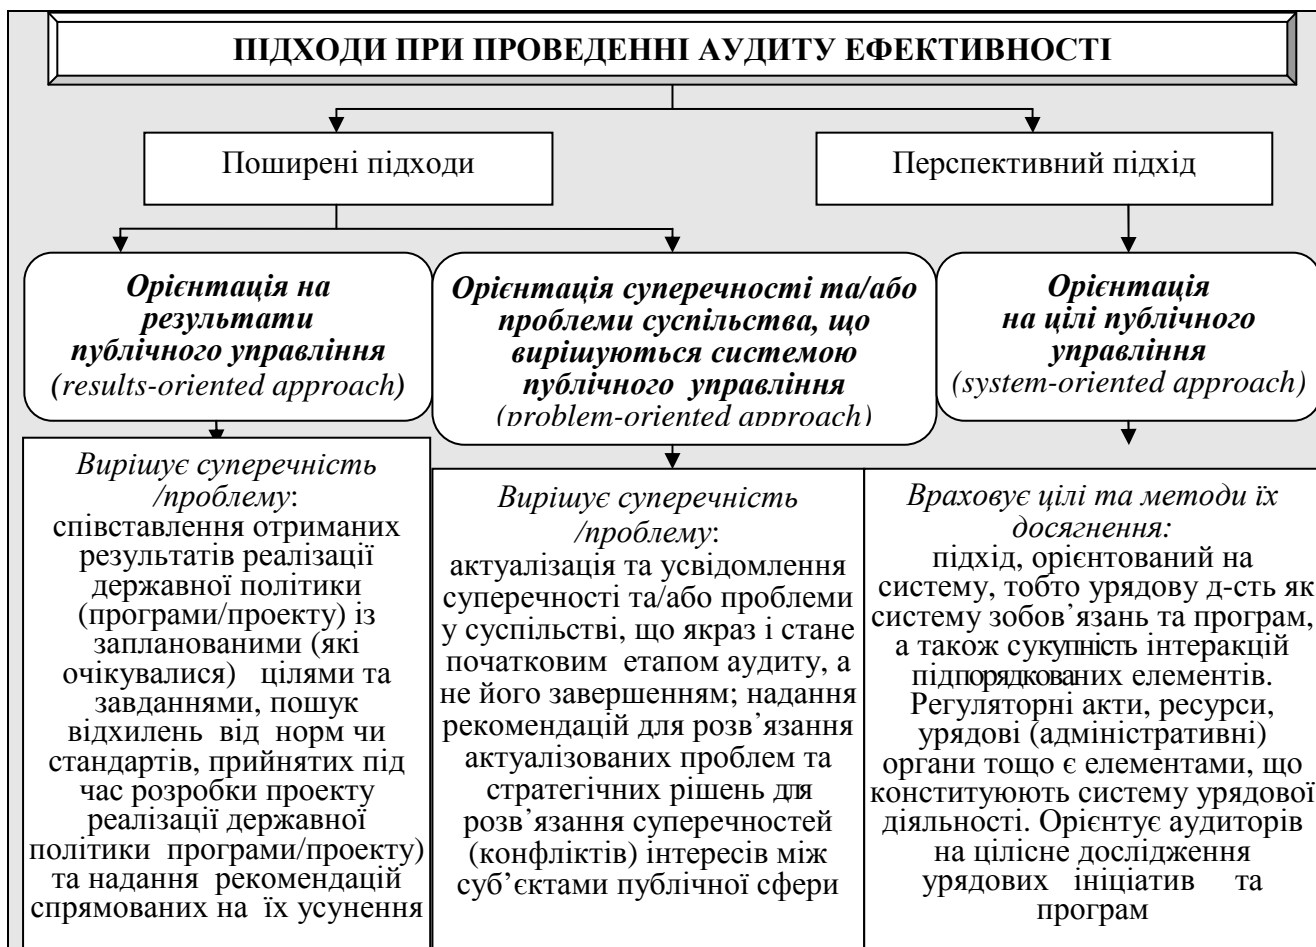 ПІДХОДИ ПРИ ПРОВЕДЕННІ АУДИТУ ЕФЕКТИВНОСТІ
Поширені підходи
Перспективний підхід
Орієнтація на
результати
публічного управління
(results-oriented approach)
Орієнтація суперечності та/або
проблеми суспільства, що
вирішуються системою
публічного управління
(problem-oriented approach)
Орієнтація
на цілі публічного
управління
(system-oriented approach)
Вирішує суперечність
/проблему:
співставлення отриманих
результатів реалізації
державної політики
(програми/проекту) із
запланованими (які
очікувалися) цілями та
завданнями, пошук
відхилень від норм чи
стандартів, прийнятих під
час розробки проекту
реалізації державної
політики програми/проекту)
та надання рекомендацій
спрямованих на їх усунення
Вирішує суперечність
/проблему:
актуалізація та усвідомлення
суперечності та/або проблеми
у суспільстві, що якраз і стане
початковим етапом аудиту, а
не його завершенням; надання
рекомендацій для розв’язання
актуалізованих проблем та
стратегічних рішень для
розв’язання суперечностей
(конфліктів) інтересів між
суб’єктами публічної сфери
Враховує цілі та методи їх
досягнення:
підхід, орієнтований на
систему, тобто урядову д-сть як
систему зобов’язань та програм,
а також сукупність інтеракцій
підпорядкованих елементів.
Регуляторні акти, ресурси,
урядові (адміністративні)
органи тощо є елементами, що
конституюють систему урядової
діяльності. Орієнтує аудиторів
на цілісне дослідження
урядових ініціатив та
програм